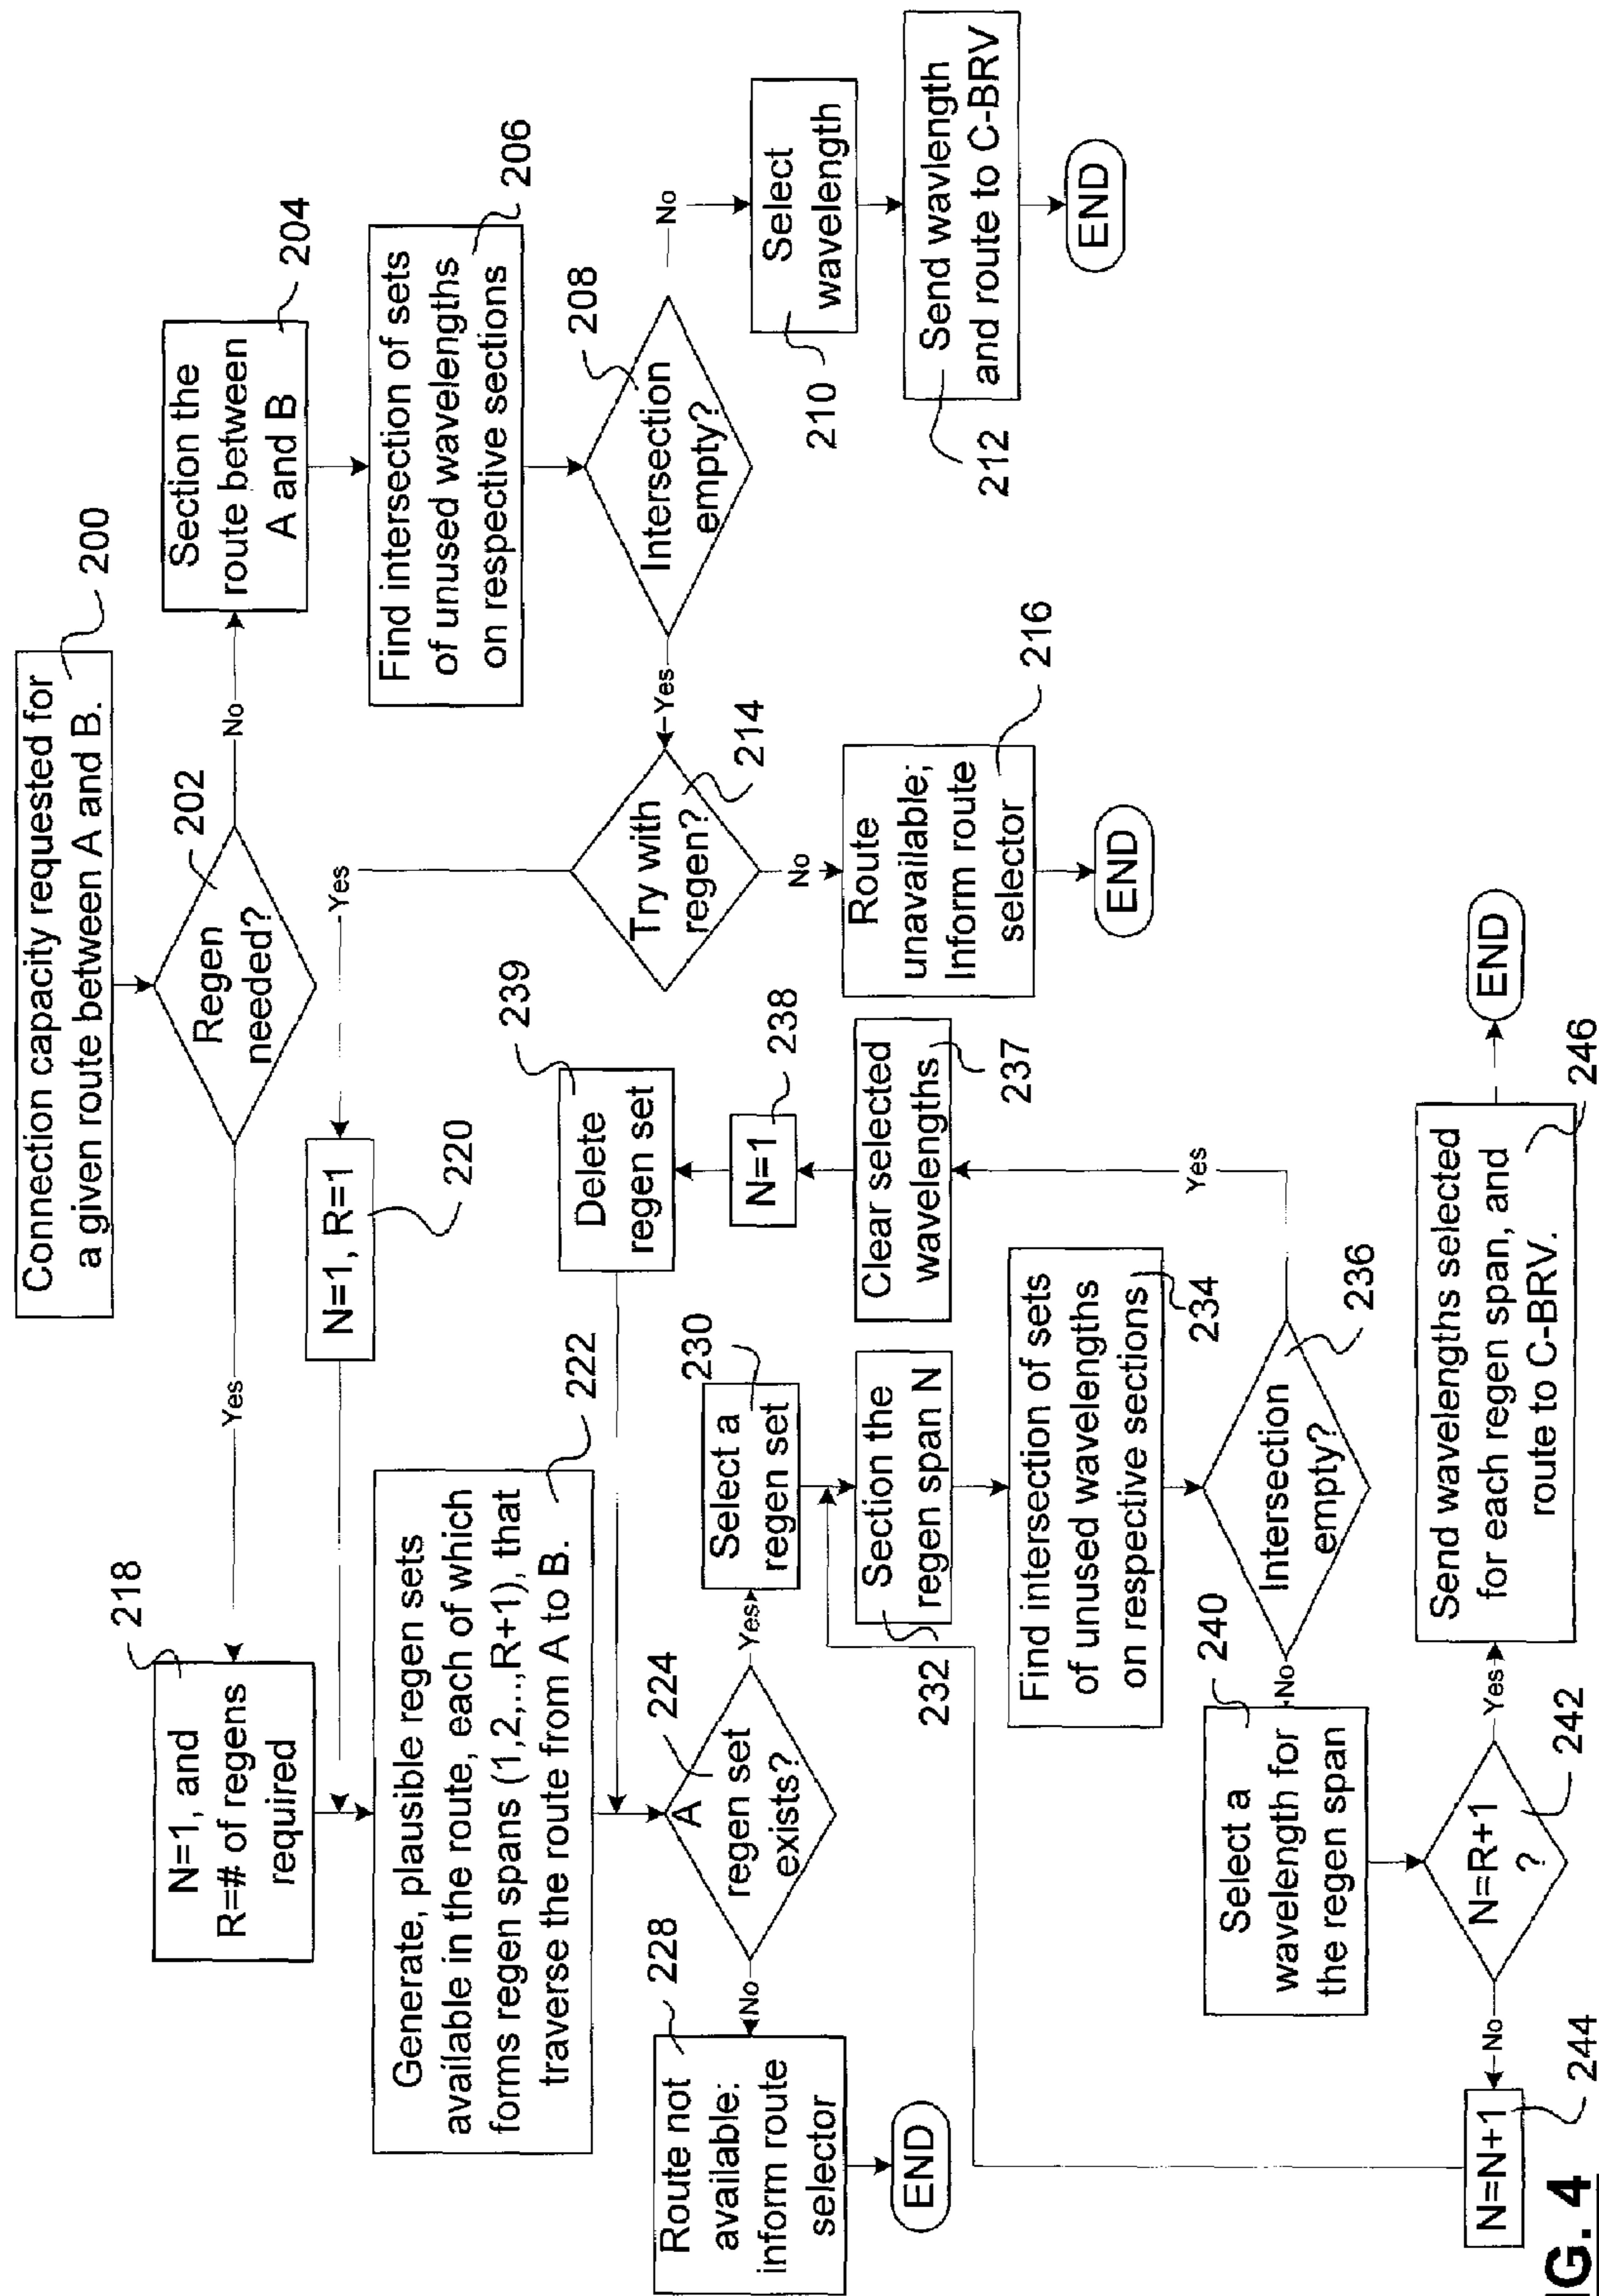 Connection capacity requested for
a given route between A and B.
200
Regen
needed?
202
No
Yes
Section the
route between
A and B
204
Find intersection of sets
of unused wavelengths
on respective sections
206
Intersection
empty?
208
No
Yes
Select
wavelength
210
Send wavlength
and route to C-BRV
212
END
Try with
regen?
214
Yes
No
Route
unavailable;
Inform route
selector
216
END
N=1, and
R=# of regens
required
218
N=1, R=1
220
Generate, plausible regen sets
available in the route, each of which
forms regen spans (1,2,..,R+1), that
traverse the route from A to B.
222
A
regen set
exists?
224
No
Yes
Route not
available:
inform route
selector
228
END
Select a
regen set
230
Section the
regen span N
232
Find intersection of sets
of unused wavelengths
on respective sections
234
Intersection
empty?
236
Yes
No
Clear selected
wavelengths
237
N=1
238
Delete
regen set
239
Select a
wavelength for
the regen span
240
N=R+1
?
242
No
Yes
N=N+1
244
Send wavelengths selected
for each regen span, and
route to C-BRV.
246
END
G. 4